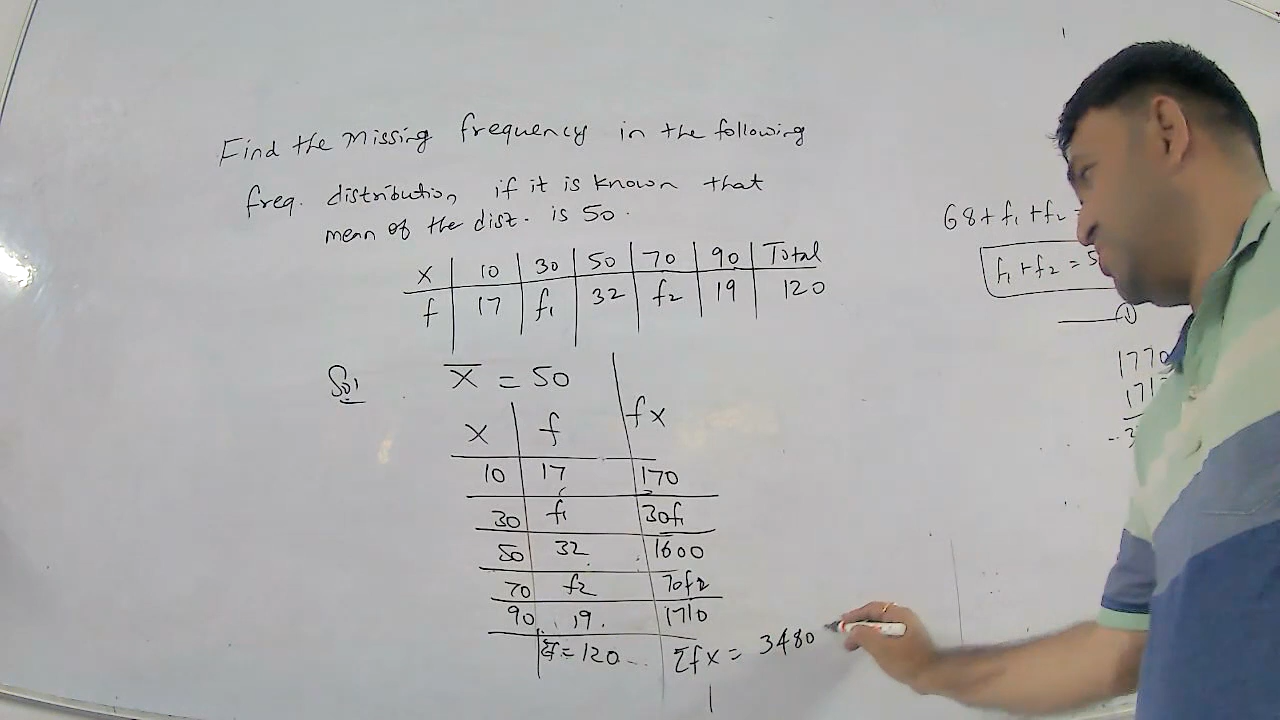 Find the Missing frequency in the following
freq. distribution if it is known that
mean of the dist. is 50.
X 10 30 50 70 90 Total
f 17 f₁ 32 f₂ 19 120
Sol
X̅ = 50
X f fx
10 17 170
30 f₁ 30f₁
50 32 1600
70 f₂ 70f₂
90 19 1710
Σf = 120 Σfx = 3480
68 + f₁ + f₂ =
f₁ + f₂ = 5
①
1770
171
3